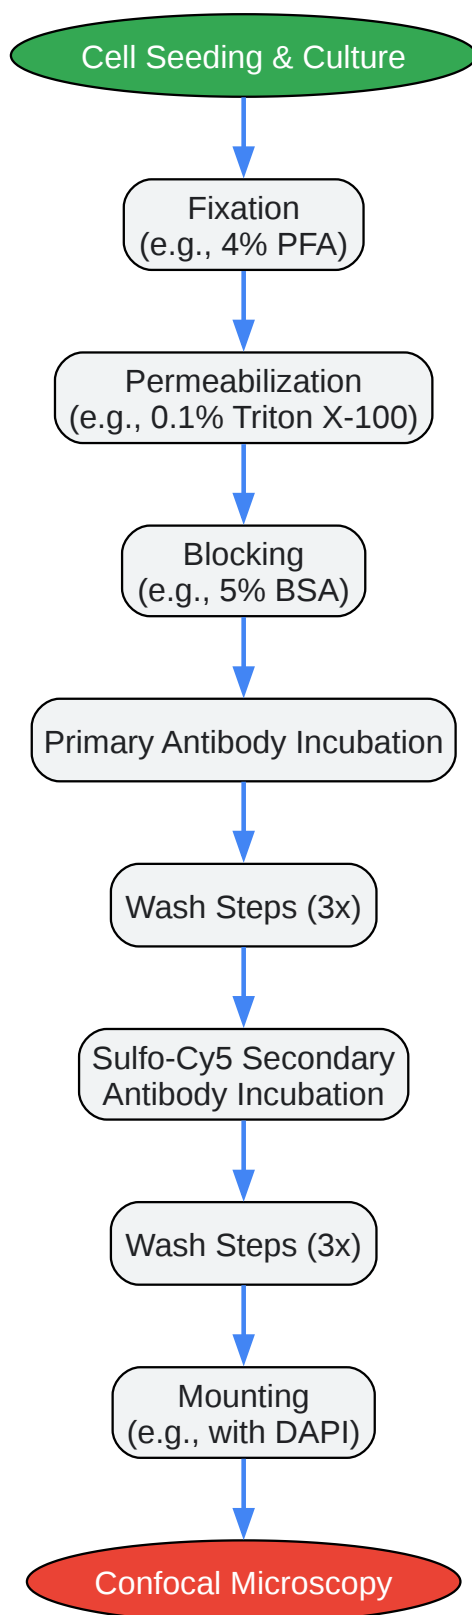 Cell Seeding & Culture
Fixation
(e.g., 4% PFA)
Permeabilization
(e.g., 0.1% Triton X-100)
Blocking
(e.g., 5% BSA)
Primary Antibody Incubation
Wash Steps (3x)
Sulfo-Cy5 Secondary
Antibody Incubation
Wash Steps (3x)
Mounting
(e.g., with DAPI)
Confocal Microscopy